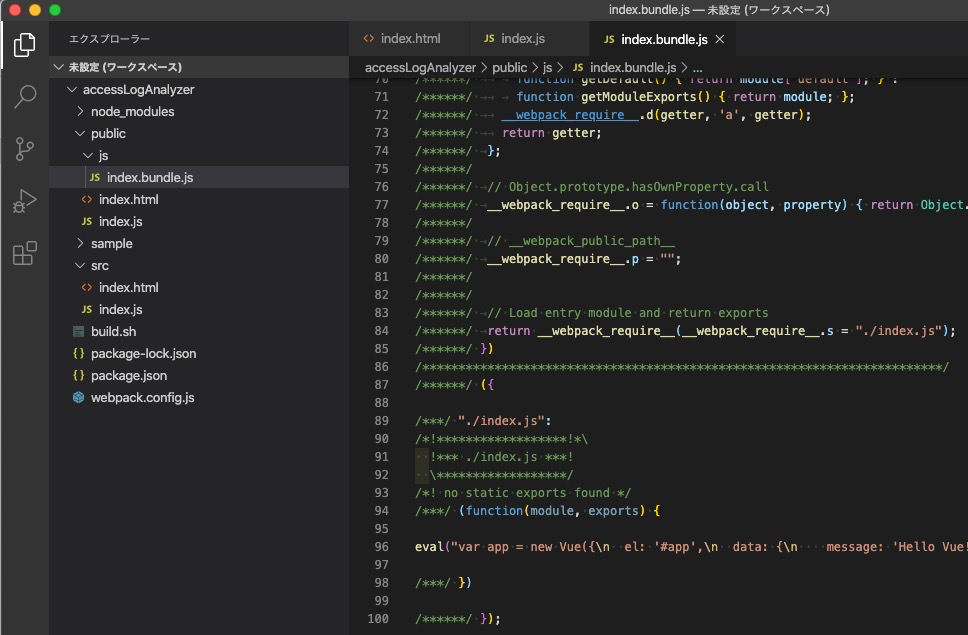 index.bundle.js — 未設定 (ワークスペース)
エクスプローラー
未設定 (ワークスペース)
accessLogAnalyzer
node_modules
public
js
JS index.bundle.js
<> index.html
JS index.js
sample
src
<> index.html
JS index.js
build.sh
{} package-lock.json
{} package.json
webpack.config.js
<> index.html
JS index.js
JS index.bundle.js ×
accessLogAnalyzer > public > js > JS index.bundle.js > ...
70 /******/ function getDefault() { return module['default']; } :
71 /******/ function getModuleExports() { return module; };
72 /******/ __webpack_require__.d(getter, 'a', getter);
73 /******/ return getter;
74 /******/ };
75 /******/
76 /******/ // Object.prototype.hasOwnProperty.call
77 /******/ __webpack_require__.o = function(object, property) { return Object.
78 /******/
79 /******/ // __webpack_public_path__
80 /******/ __webpack_require__.p = "";
81 /******/
82 /******/
83 /******/ // Load entry module and return exports
84 /******/ return __webpack_require__(__webpack_require__.s = "./index.js");
85 /******/ })
86 /************************************************************************/
87 /******/ ({
88
89 /***/ "./index.js":
90 /*!******************!*\
91 !*** ./index.js ***!
92 \******************/
93 /*! no static exports found */
94 /***/ (function(module, exports) {
95
96 eval("var app = new Vue({\n  el: '#app',\n  data: {\n    message: 'Hello Vue!
97
98 /***/ })
99
100 /******/ });